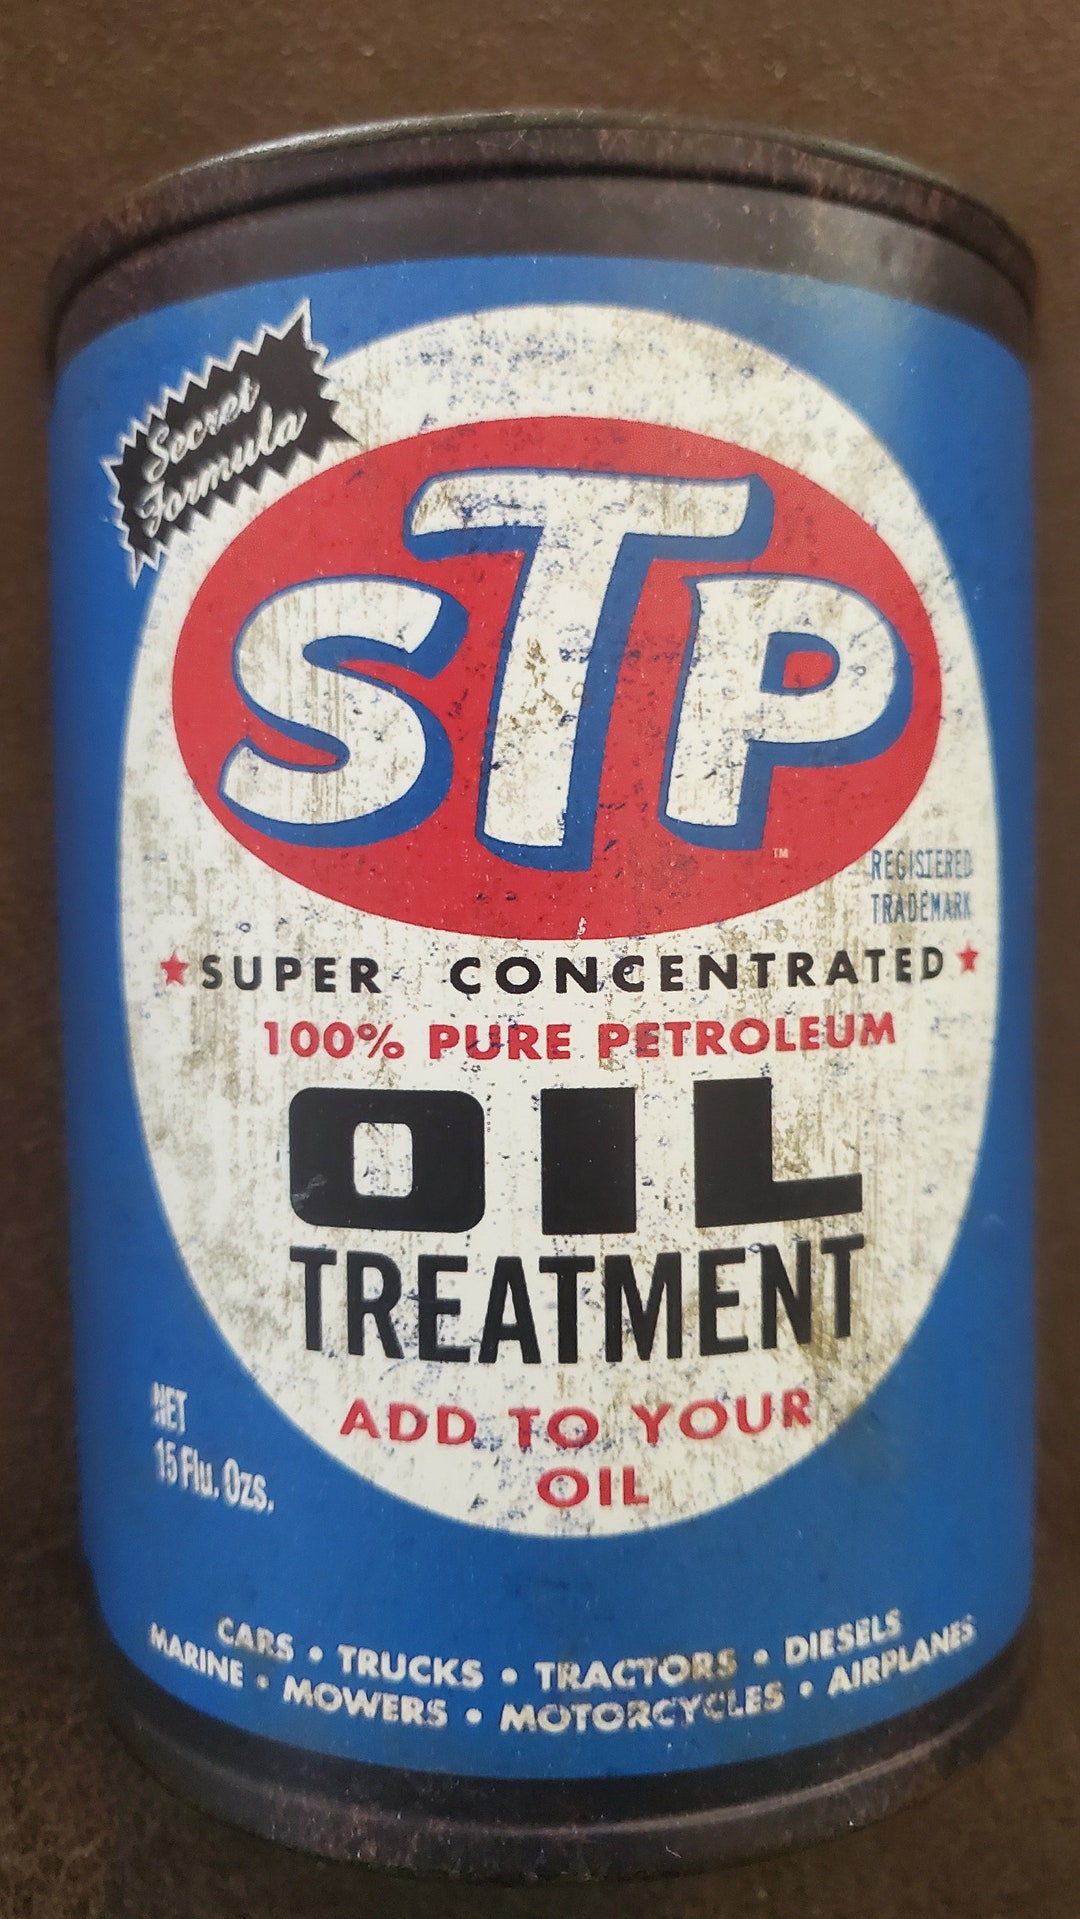 Secret
Formula
STP
TM
REGISTERED
TRADEMARK
★SUPER CONCENTRATED★
100% PURE PETROLEUM
OIL
TREATMENT
ADD TO YOUR
OIL
NET
15 Flu. Ozs.
CARS • TRUCKS • TRACTORS • DIESELS
MARINE • MOWERS • MOTORCYCLES • AIRPLANES